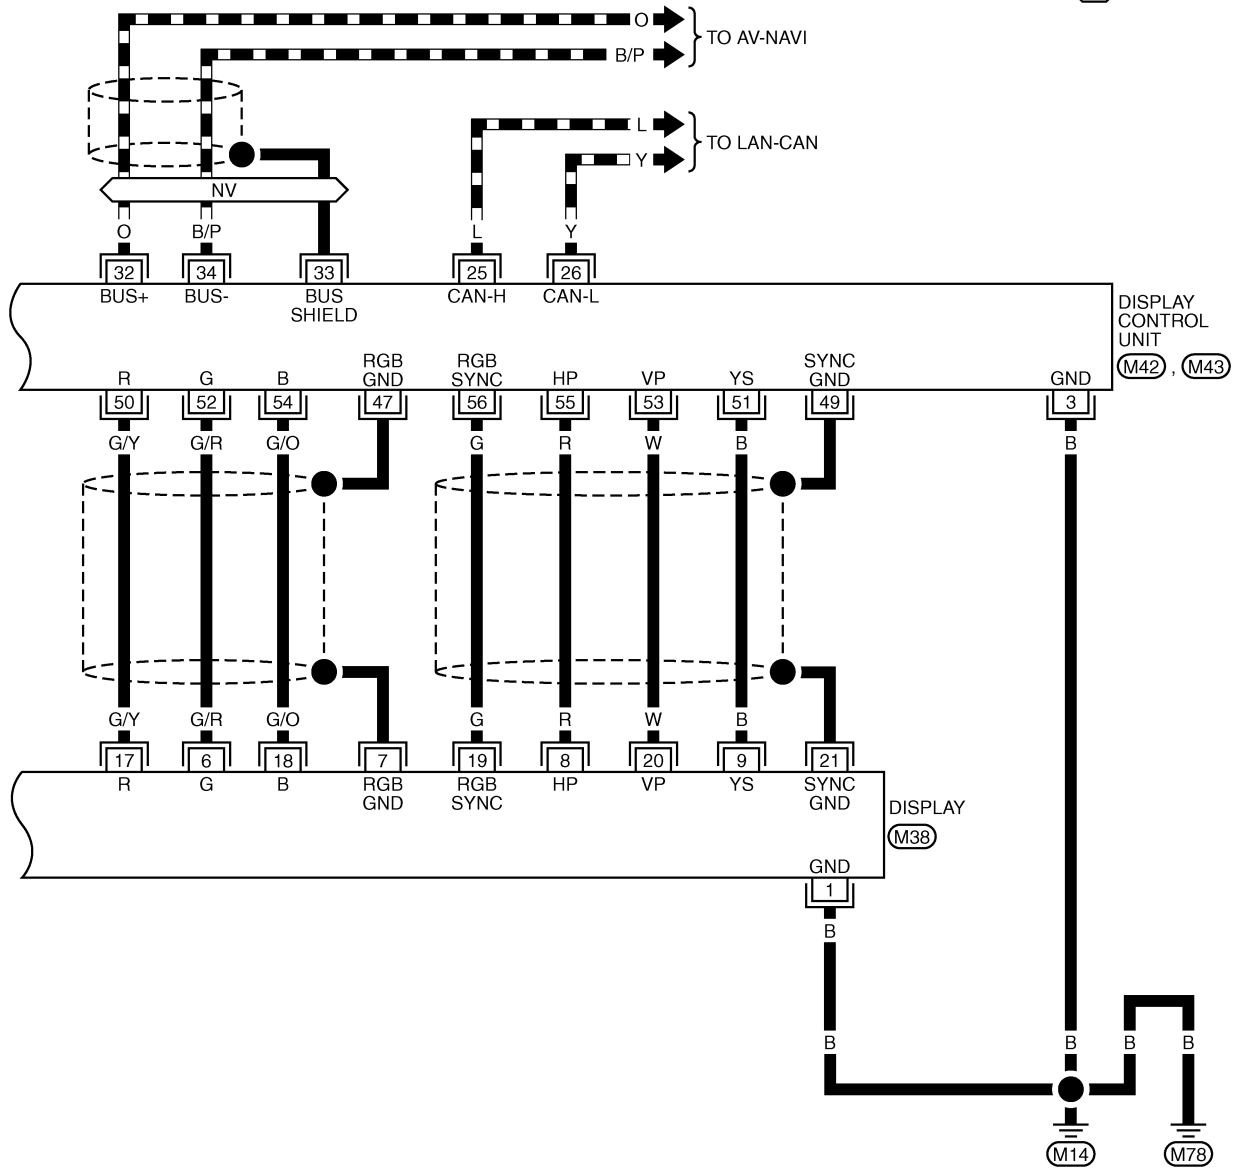 O
TO AV-NAVI
B/P
L
TO LAN-CAN
Y
NV
O B/P L Y
32 34 33 25 26
BUS+ BUS- BUS SHIELD CAN-H CAN-L
DISPLAY
CONTROL
UNIT
M42 , M43
R G B RGB GND RGB SYNC HP VP YS SYNC GND GND
50 52 54 47 56 55 53 51 49 3
G/Y G/R G/O G R W B B
G/Y G/R G/O G R W B
17 6 18 7 19 8 20 9 21
R G B RGB GND RGB SYNC HP VP YS SYNC GND
DISPLAY
M38
GND
1
B
B B B B
M14 M78